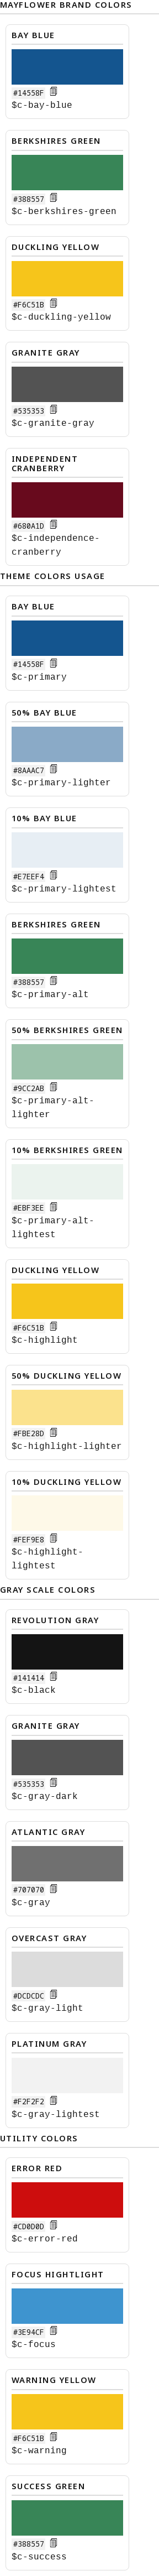 MAYFLOWER BRAND COLORS
BAY BLUE
#14558F
$c-bay-blue
BERKSHIRES GREEN
#388557
$c-berkshires-green
DUCKLING YELLOW
#F6C51B
$c-duckling-yellow
GRANITE GRAY
#535353
$c-granite-gray
INDEPENDENT
CRANBERRY
#680A1D
$c-independence-
cranberry
THEME COLORS USAGE
BAY BLUE
#14558F
$c-primary
50% BAY BLUE
#8AAAC7
$c-primary-lighter
10% BAY BLUE
#E7EEF4
$c-primary-lightest
BERKSHIRES GREEN
#388557
$c-primary-alt
50% BERKSHIRES GREEN
#9CC2AB
$c-primary-alt-
lighter
10% BERKSHIRES GREEN
#EBF3EE
$c-primary-alt-
lightest
DUCKLING YELLOW
#F6C51B
$c-highlight
50% DUCKLING YELLOW
#FBE28D
$c-highlight-lighter
10% DUCKLING YELLOW
#FEF9E8
$c-highlight-
lightest
GRAY SCALE COLORS
REVOLUTION GRAY
#141414
$c-black
GRANITE GRAY
#535353
$c-gray-dark
ATLANTIC GRAY
#707070
$c-gray
OVERCAST GRAY
#DCDCDC
$c-gray-light
PLATINUM GRAY
#F2F2F2
$c-gray-lightest
UTILITY COLORS
ERROR RED
#CD0D0D
$c-error-red
FOCUS HIGHTLIGHT
#3E94CF
$c-focus
WARNING YELLOW
#F6C51B
$c-warning
SUCCESS GREEN
#388557
$c-success